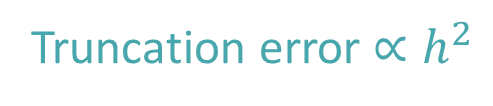 Truncation error ∝ h²